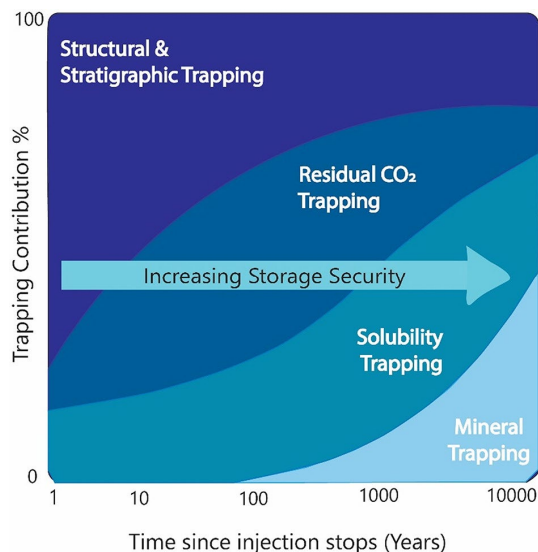 100
Structural &
Stratigraphic Trapping
Residual CO₂
Trapping
Increasing Storage Security
Solubility
Trapping
Mineral
Trapping
Trapping Contribution %
0
1 10 100 1000 10000
Time since injection stops (Years)